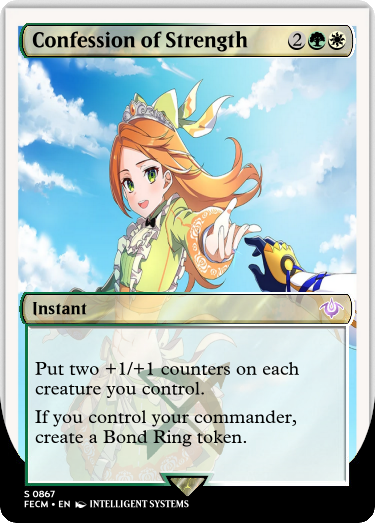 Confession of Strength 2
Instant
Put two +1/+1 counters on each
creature you control.
If you control your commander,
create a Bond Ring token.
S 0867
FECM • EN INTELLIGENT SYSTEMS